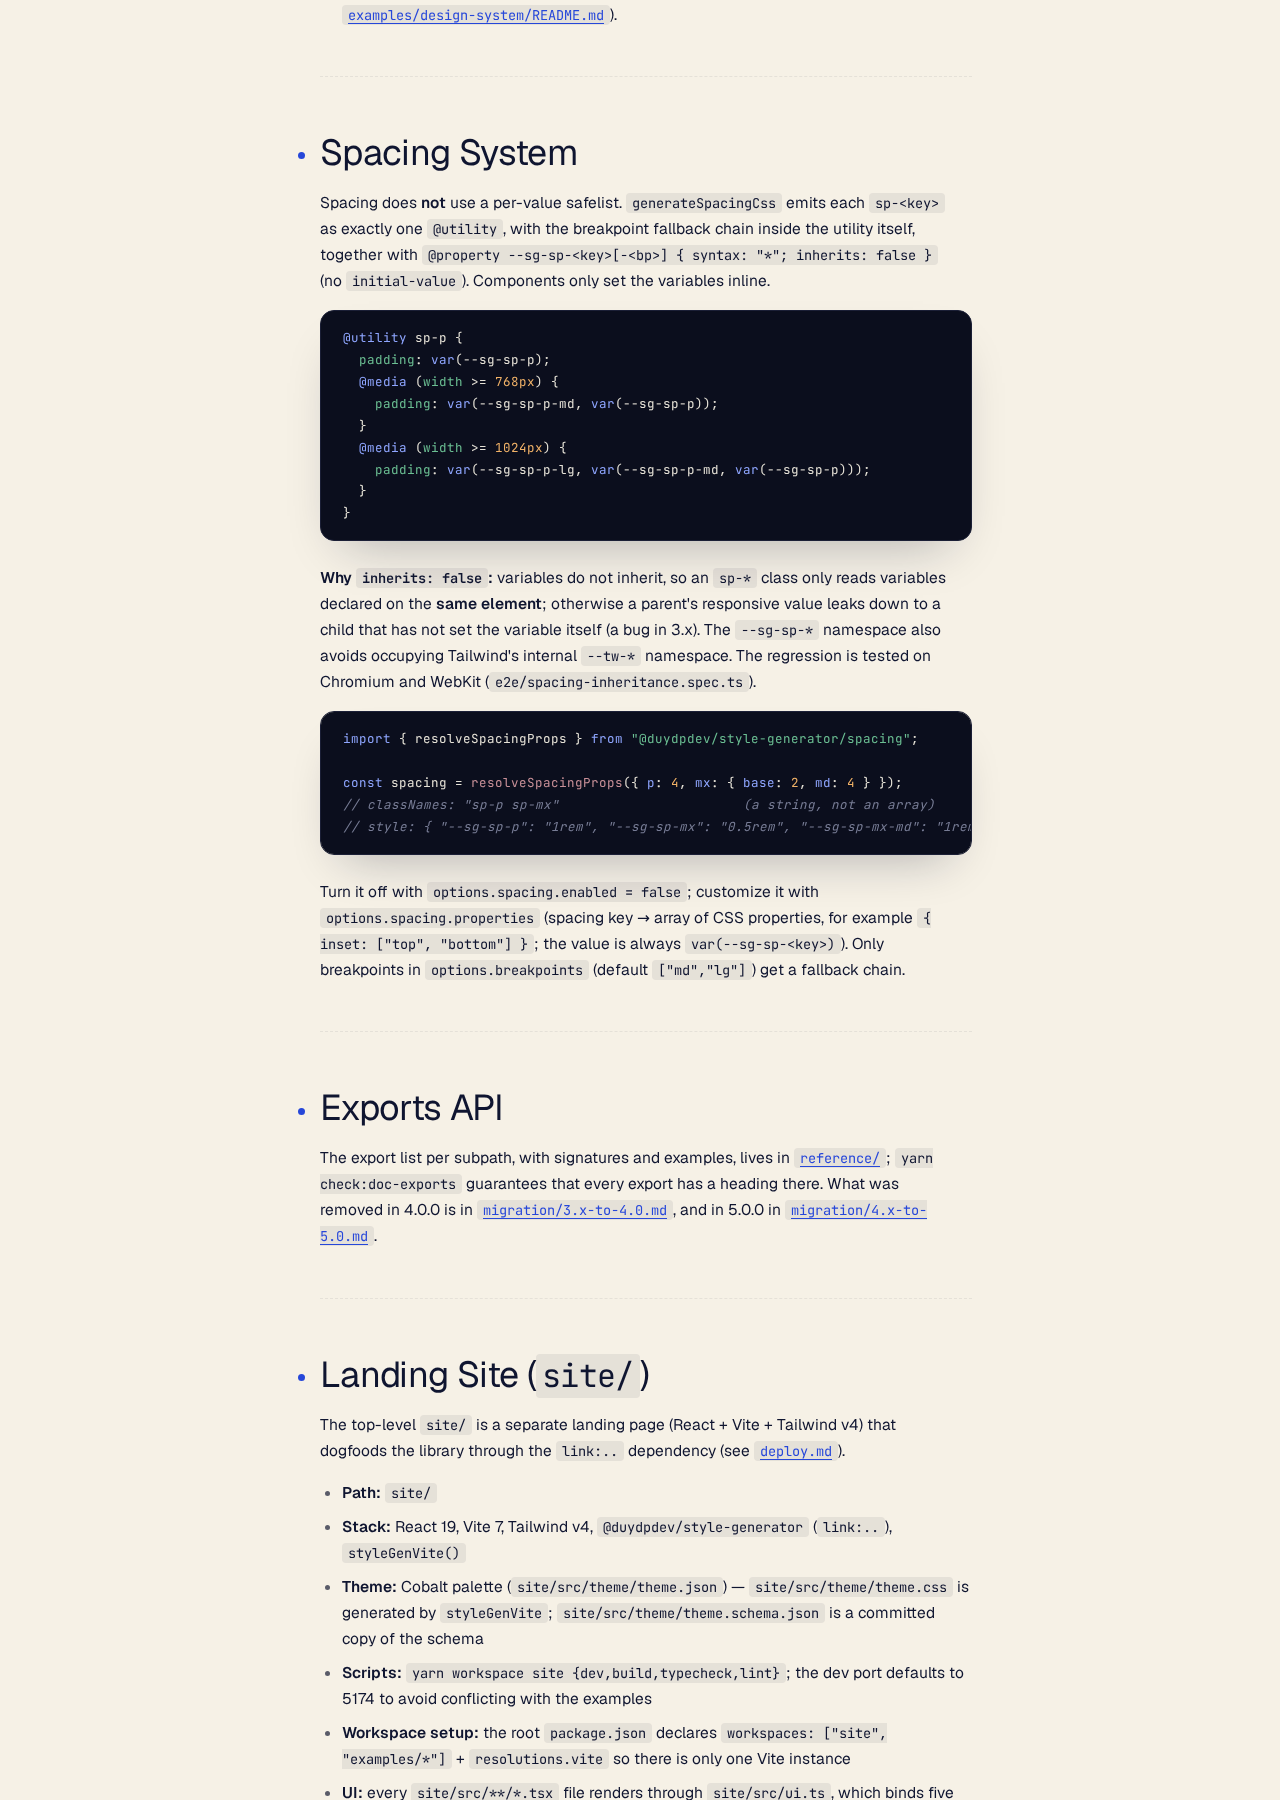 examples/design-system/README.md ).
Spacing System
Spacing does not use a per-value safelist. generateSpacingCss emits each sp-<key>
as exactly one @utility , with the breakpoint fallback chain inside the utility itself,
together with @property --sg-sp-<key>[-<bp>] { syntax: "*"; inherits: false }
(no initial-value ). Components only set the variables inline.
@utility sp-p {
  padding: var(--sg-sp-p);
  @media (width >= 768px) {
    padding: var(--sg-sp-p-md, var(--sg-sp-p));
  }
  @media (width >= 1024px) {
    padding: var(--sg-sp-p-lg, var(--sg-sp-p-md, var(--sg-sp-p)));
  }
}
Why inherits: false : variables do not inherit, so an sp-* class only reads variables
declared on the same element; otherwise a parent's responsive value leaks down to a
child that has not set the variable itself (a bug in 3.x). The --sg-sp-* namespace also
avoids occupying Tailwind's internal --tw-* namespace. The regression is tested on
Chromium and WebKit ( e2e/spacing-inheritance.spec.ts ).
import { resolveSpacingProps } from "@duydpdev/style-generator/spacing";
const spacing = resolveSpacingProps({ p: 4, mx: { base: 2, md: 4 } });
// classNames: "sp-p sp-mx"                       (a string, not an array)
// style: { "--sg-sp-p": "1rem", "--sg-sp-mx": "0.5rem", "--sg-sp-mx-md": "1rem
Turn it off with options.spacing.enabled = false ; customize it with
options.spacing.properties (spacing key → array of CSS properties, for example {
inset: ["top", "bottom"] } ; the value is always var(--sg-sp-<key>) ). Only
breakpoints in options.breakpoints (default ["md","lg"] ) get a fallback chain.
Exports API
The export list per subpath, with signatures and examples, lives in reference/ ; yarn
check:doc-exports guarantees that every export has a heading there. What was
removed in 4.0.0 is in migration/3.x-to-4.0.md , and in 5.0.0 in migration/4.x-to-
5.0.md .
Landing Site ( site/ )
The top-level site/ is a separate landing page (React + Vite + Tailwind v4) that
dogfoods the library through the link:.. dependency (see deploy.md ).
• Path: site/
• Stack: React 19, Vite 7, Tailwind v4, @duydpdev/style-generator ( link:.. ),
styleGenVite()
• Theme: Cobalt palette ( site/src/theme/theme.json ) — site/src/theme/theme.css is
generated by styleGenVite ; site/src/theme/theme.schema.json is a committed
copy of the schema
• Scripts: yarn workspace site {dev,build,typecheck,lint} ; the dev port defaults to
5174 to avoid conflicting with the examples
• Workspace setup: the root package.json declares workspaces: ["site",
"examples/*"] + resolutions.vite so there is only one Vite instance
• UI: every site/src/**/*.tsx file renders through site/src/ui.ts , which binds five